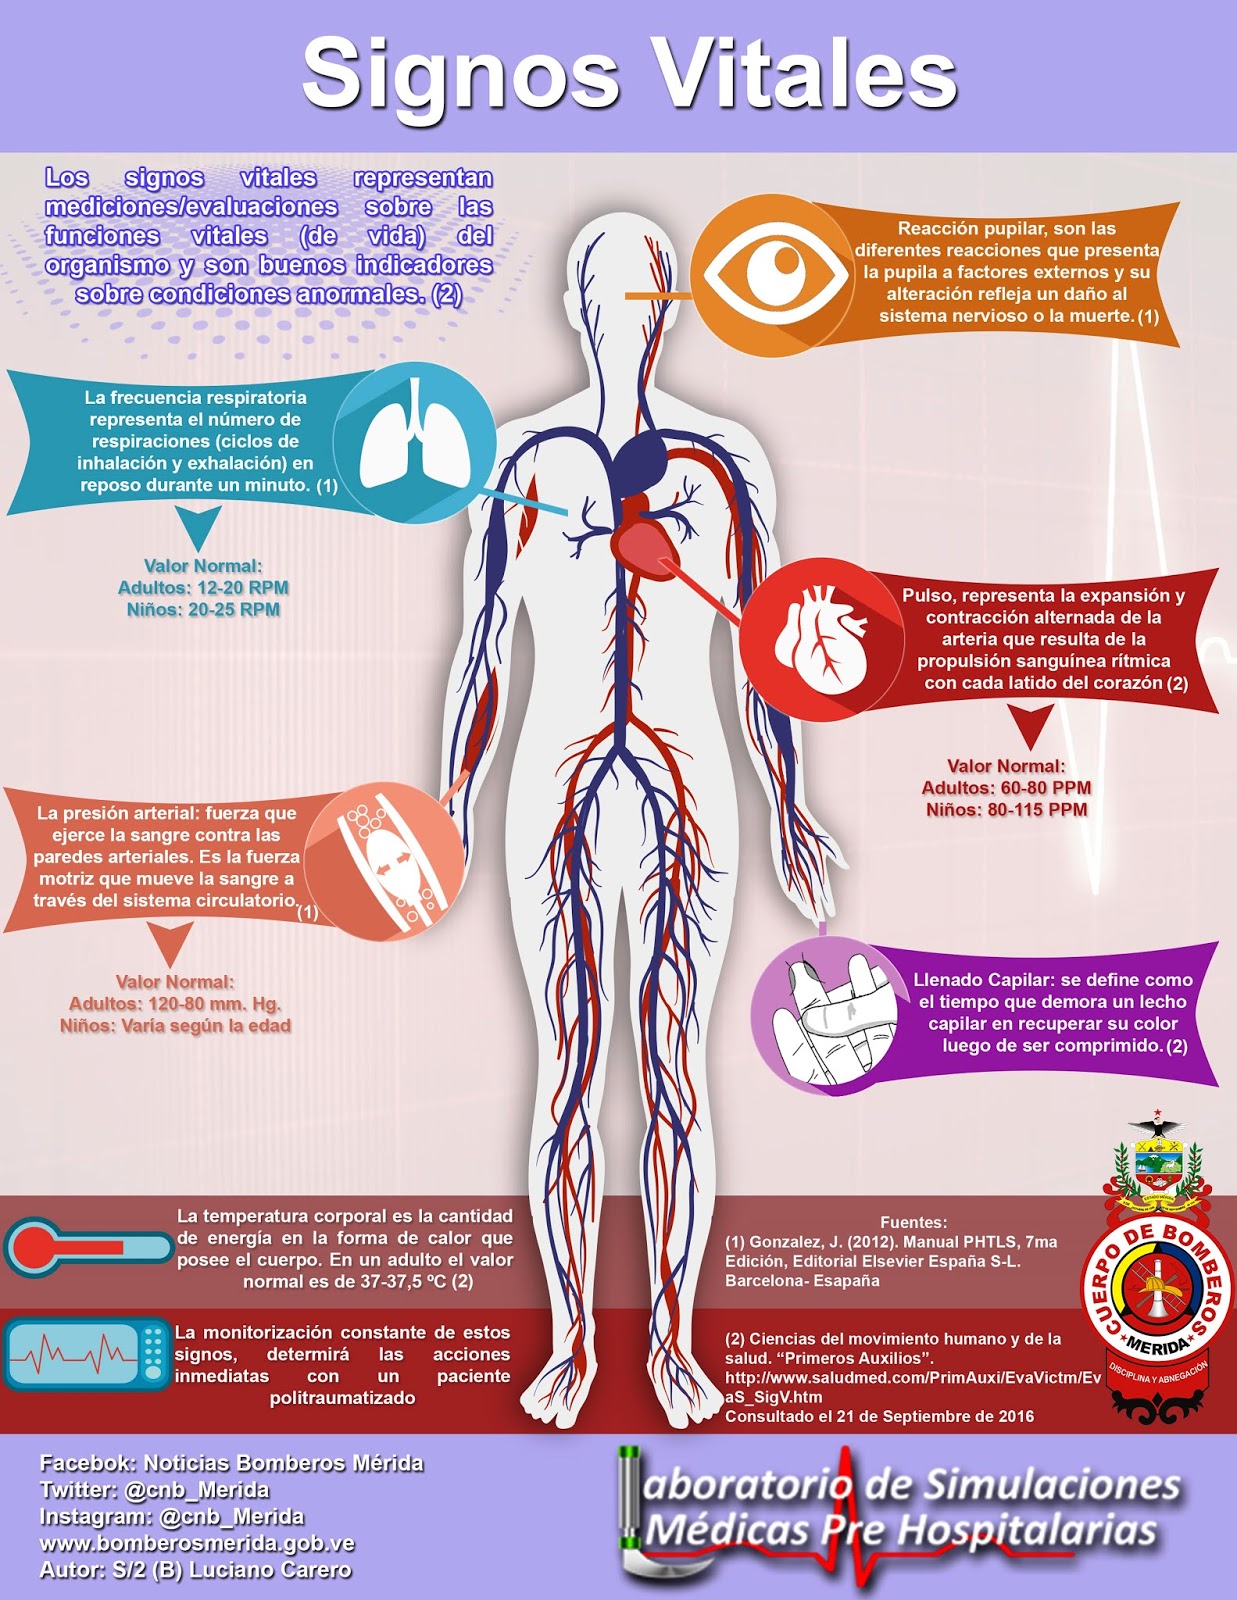 Signos Vitales
Los signos vitales representan
mediciones/evaluaciones sobre las
funciones vitales (de vida) del
organismo y son buenos indicadores
sobre condiciones anormales. (2)
Reacción pupilar, son las
diferentes reacciones que presenta
la pupila a factores externos y su
alteración refleja un daño al
sistema nervioso o la muerte. (1)
La frecuencia respiratoria
representa el número de
respiraciones (ciclos de
inhalación y exhalación) en
reposo durante un minuto. (1)
Valor Normal:
Adultos: 12-20 RPM
Niños: 20-25 RPM
Pulso, representa la expansión y
contracción alternada de la
arteria que resulta de la
propulsión sanguínea rítmica
con cada latido del corazón (2)
Valor Normal:
Adultos: 60-80 PPM
Niños: 80-115 PPM
La presión arterial: fuerza que
ejerce la sangre contra las
paredes arteriales. Es la fuerza
motriz que mueve la sangre a
través del sistema circulatorio. (1)
Valor Normal:
Adultos: 120-80 mm. Hg.
Niños: Varía según la edad
Llenado Capilar: se define como
el tiempo que demora un lecho
capilar en recuperar su color
luego de ser comprimido. (2)
La temperatura corporal es la cantidad
de energía en la forma de calor que
posee el cuerpo. En un adulto el valor
normal es de 37-37,5 ºC (2)
La monitorización constante de estos
signos, determirá las acciones
inmediatas con un paciente
politraumatizado
Fuentes:
(1) Gonzalez, J. (2012). Manual PHTLS, 7ma
Edición, Editorial Elsevier España S-L.
Barcelona- Esapaña
(2) Ciencias del movimiento humano y de la
salud. “Primeros Auxilios”.
http://www.saludmed.com/PrimAuxi/EvaVictm/Ev
aS_SigV.htm
Consultado el 21 de Septiembre de 2016
ESTADO MÉRIDA
CUERPO DE BOMBEROS
MERIDA
DISCIPLINA Y ABNEGACIÓN
Facebok: Noticias Bomberos Mérida
Twitter: @cnb_Merida
Instagram: @cnb_Merida
www.bomberosmerida.gob.ve
Autor: S/2 (B) Luciano Carero
Laboratorio de Simulaciones
Médicas Pre Hospitalarias